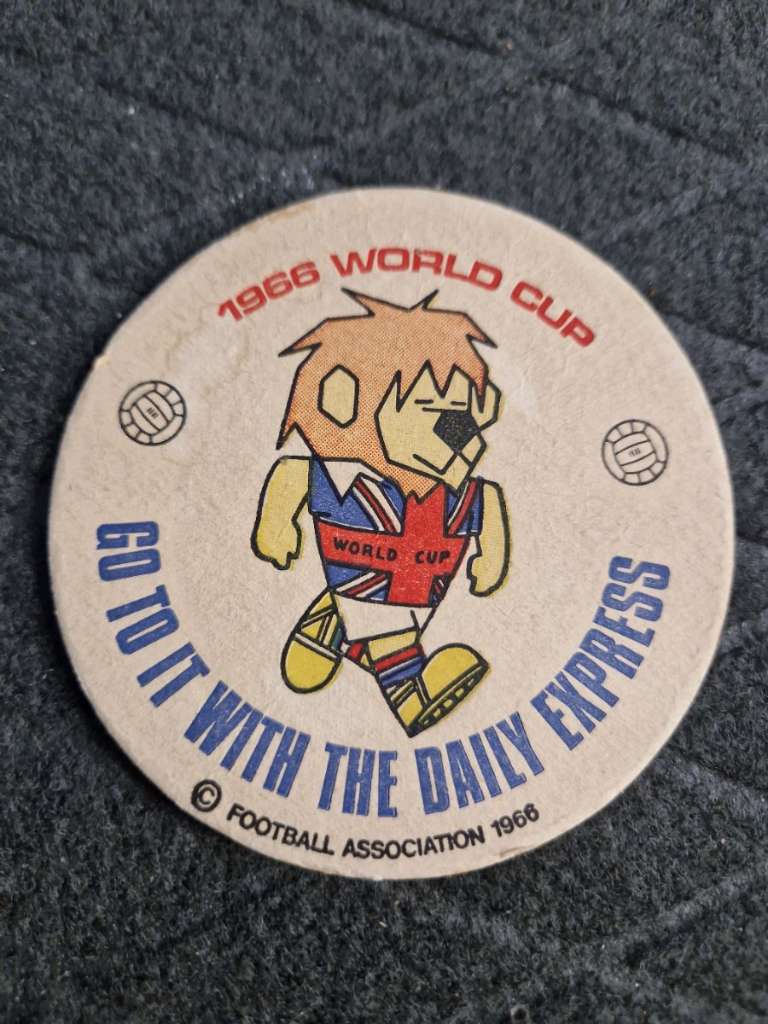 1966 WORLD CUP
WORLD CUP
GO TO IT WITH THE DAILY EXPRESS
© FOOTBALL ASSOCIATION 1966